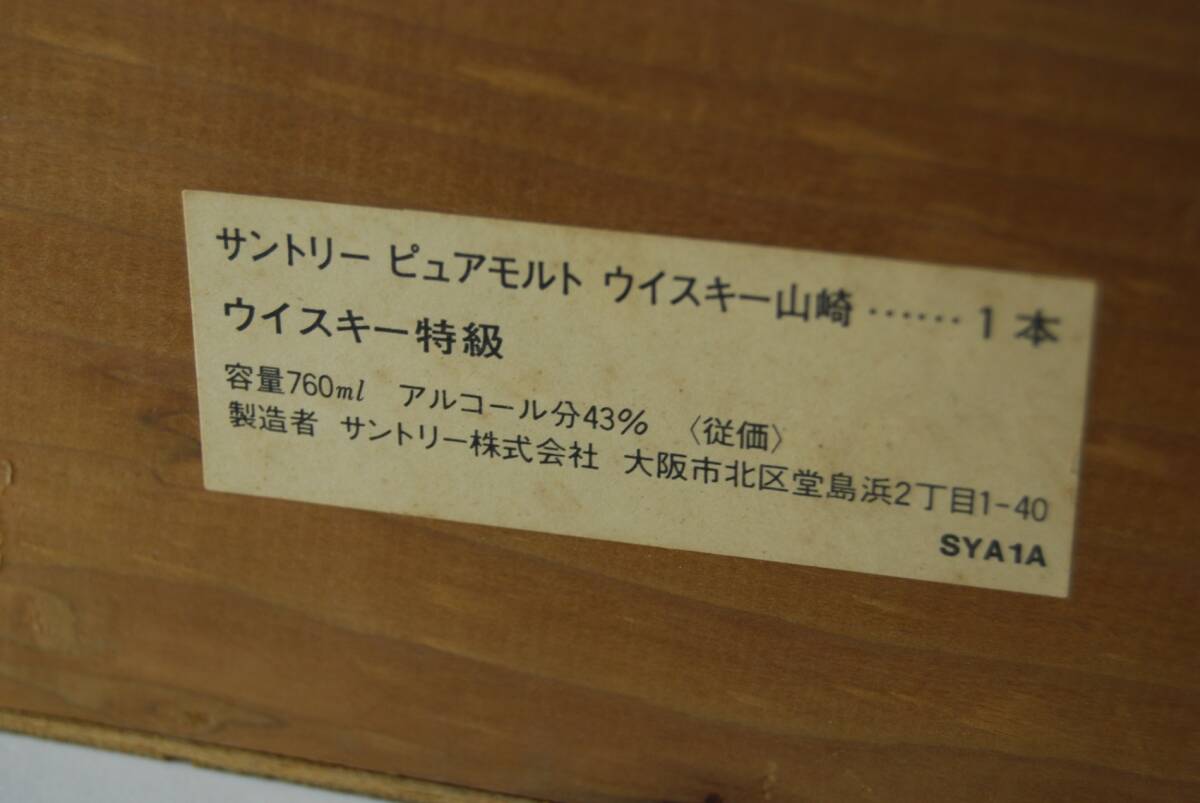 サントリー ピュアモルト ウイスキー山崎……1本
ウイスキー特級
容量760ml アルコール分43% 〈従価〉
製造者 サントリー株式会社 大阪市北区堂島浜2丁目1-40
SYA1A